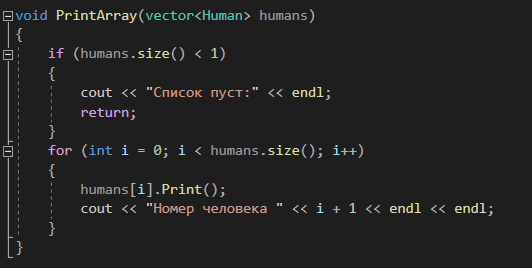 void PrintArray(vector<Human> humans)
{
    if (humans.size() < 1)
    {
        cout << "Список пуст:" << endl;
        return;
    }
    for (int i = 0; i < humans.size(); i++)
    {
        humans[i].Print();
        cout << "Номер человека " << i + 1 << endl << endl;
    }
}